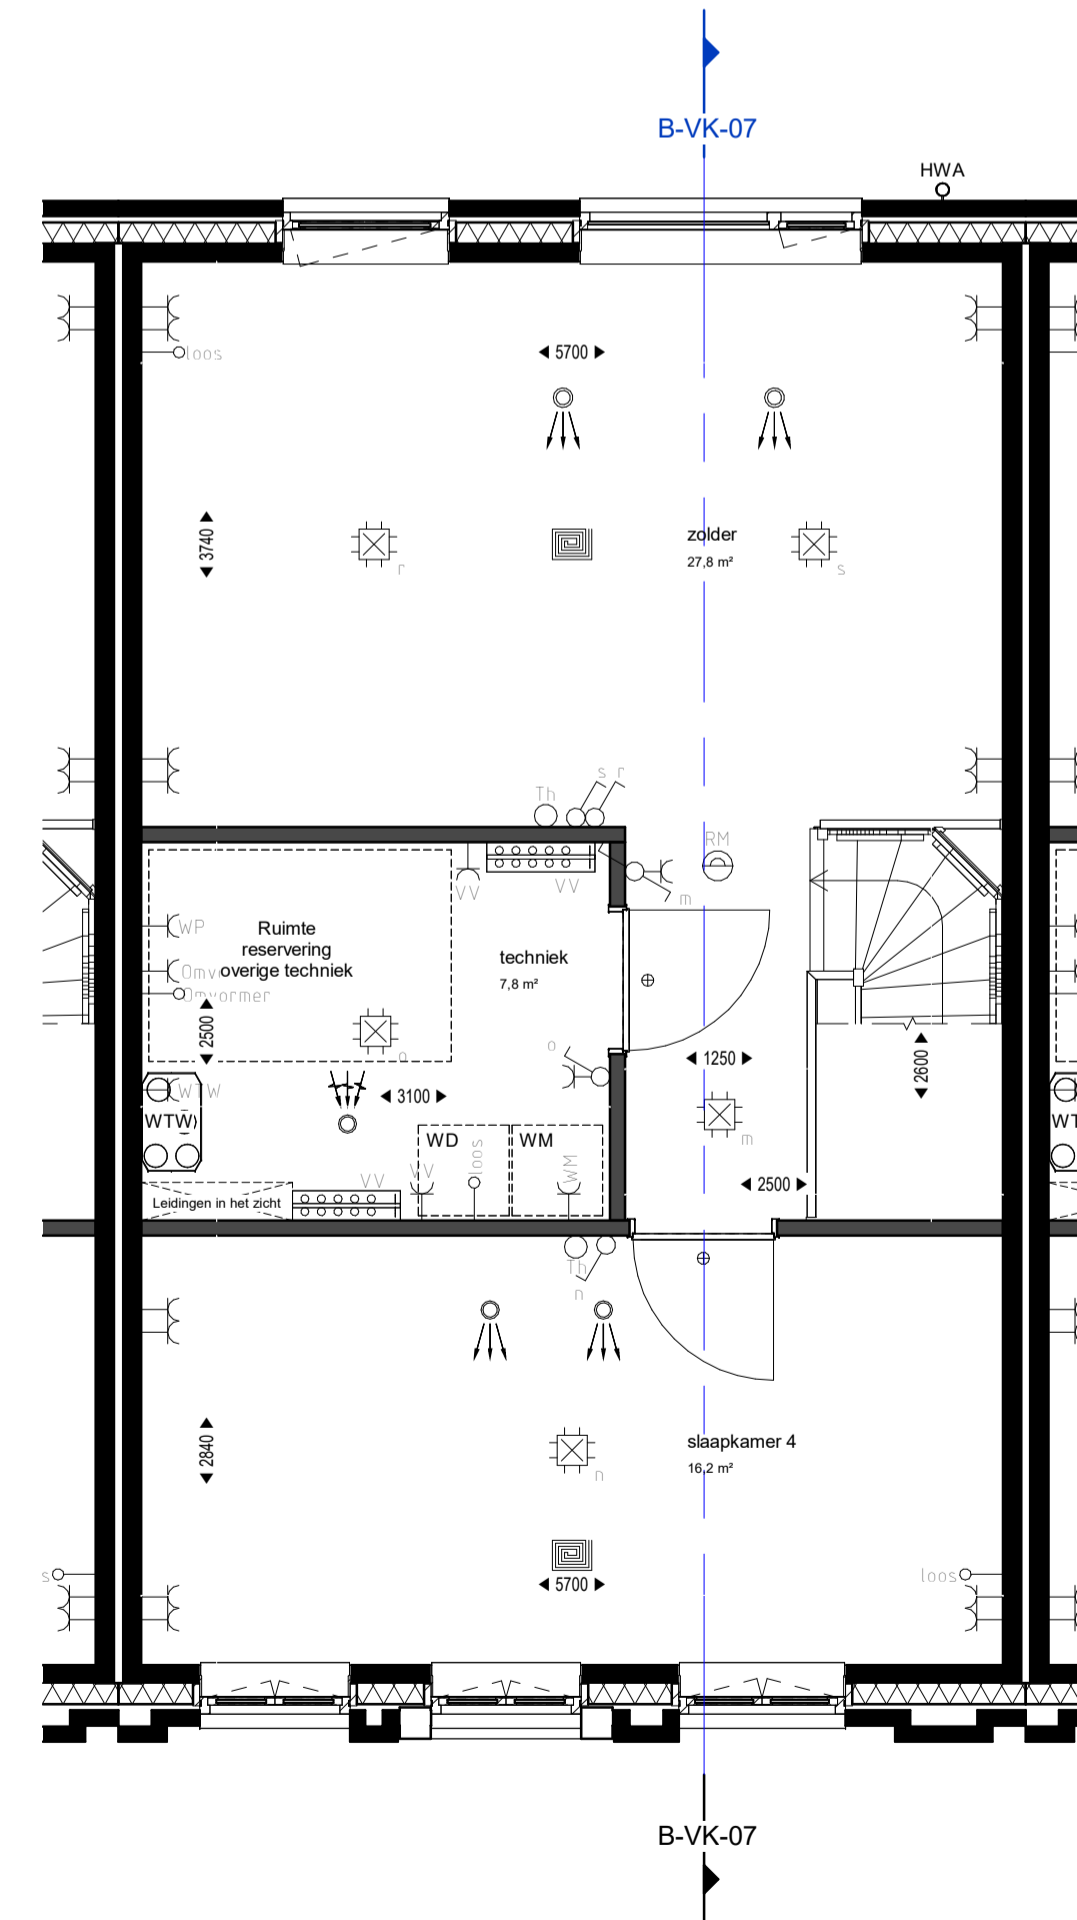 B-VK-07
HWA
loos
5700
3740
r
zolder
27,8 m²
s
s r
Th
RM
VV
VV
m
WP
Ruimte
reservering
overige techniek
techniek
7,8 m²
Omvormer
2500
o
o
1250
2600
3100
WTW
WTW
WD
WM
m
loos
WM
VV
VV
2500
Leidingen in het zicht
Th
n
2840
slaapkamer 4
16,2 m²
n
s
loos
5700
WT
B-VK-07